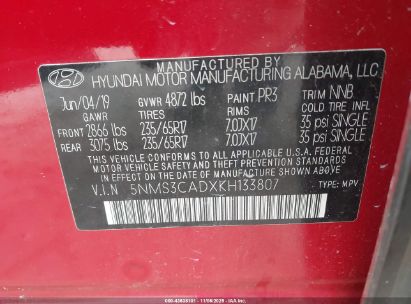 MANUFACTURED BY
HYUNDAI MOTOR MANUFACTURING ALABAMA, LLC
Jun/04/19 GVWR 4872 lbs PAINT PR3 TRIM NNB
GAWR TIRES RIMS COLD TIRE INFL
FRONT 2866 lbs 235/65R17 7.0JX17 35 psi SINGLE
REAR 3075 lbs 235/65R17 7.0JX17 35 psi SINGLE
THIS VEHICLE CONFORMS TO ALL APPLICABLE U.S.A FEDERAL
MOTOR VEHICLE SAFETY, BUMPER, AND THEFT PREVENTION
STANDARDS IN EFFECT ON THE DATE OF MANUFACTURE SHOWN ABOVE
V.I.N 5NMS3CADXKH133807 TYPE: MPV